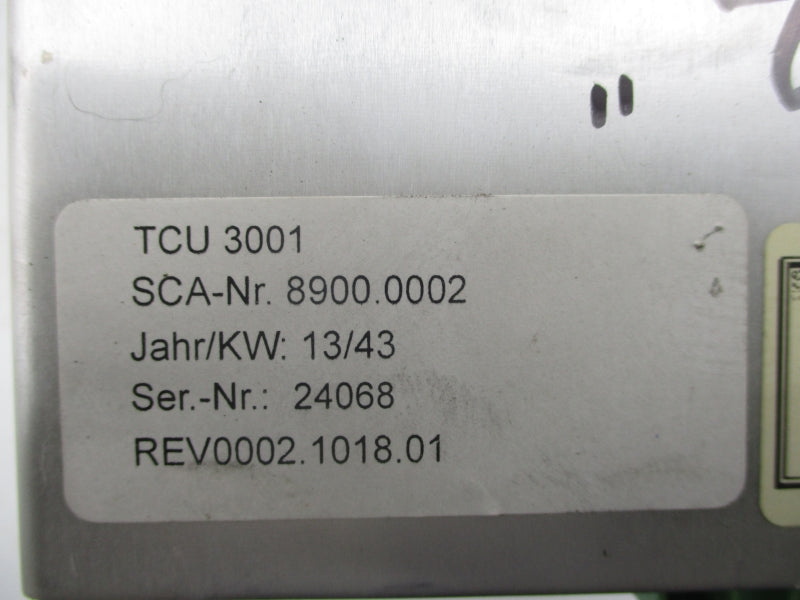 TCU 3001
SCA-Nr. 8900.0002
Jahr/KW: 13/43
Ser.-Nr.: 24068
REV0002.1018.01